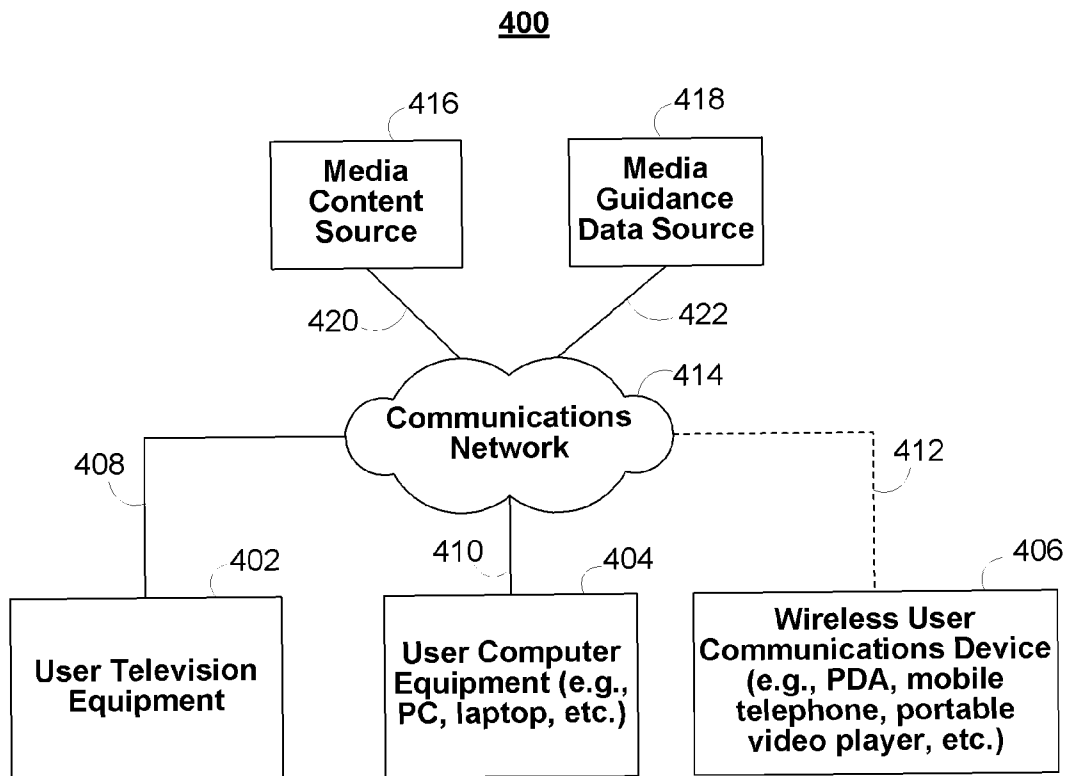 400
416
418
Media
Content
Source
Media
Guidance
Data Source
420
422
414
Communications
Network
408
412
410
402
404
406
User Television
Equipment
User Computer
Equipment (e.g.,
PC, laptop, etc.)
Wireless User
Communications Device
(e.g., PDA, mobile
telephone, portable
video player, etc.)